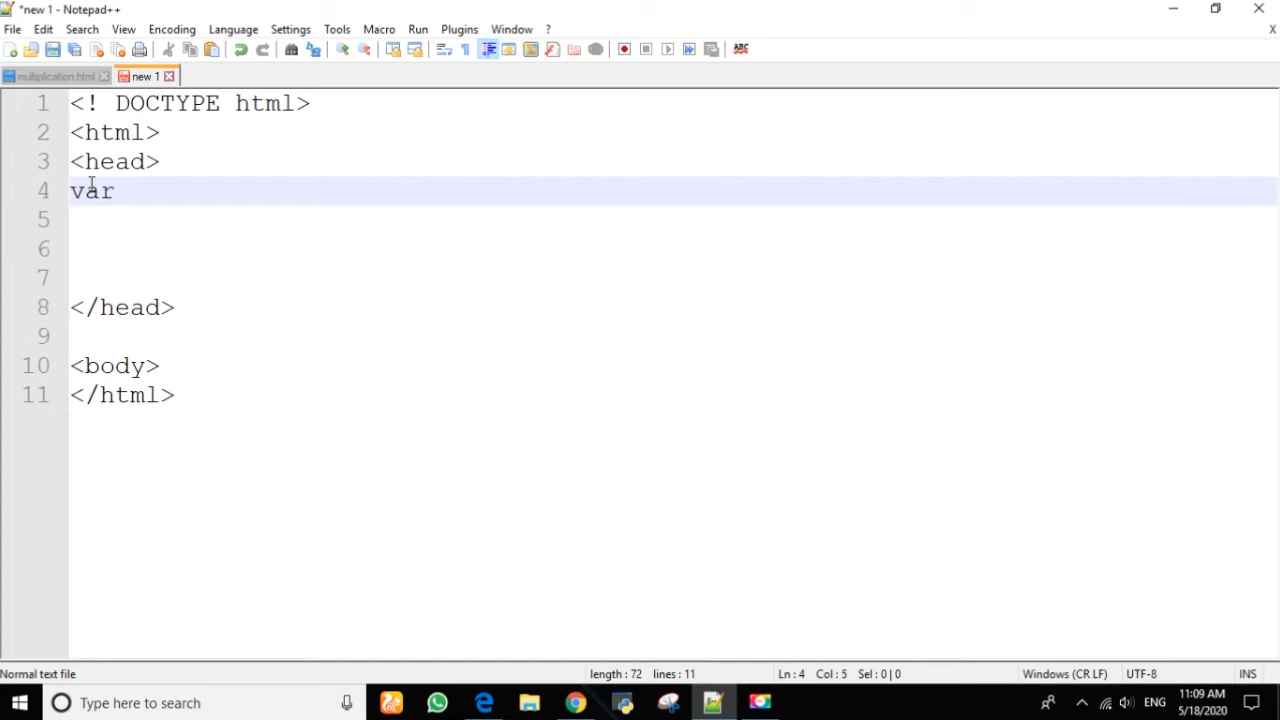 *new 1 - Notepad++
File Edit Search View Encoding Language Settings Tools Macro Run Plugins Window ? X
ABC
multiplication.html new 1
1 <! DOCTYPE html>
2 <html>
3 <head>
4 var
5
6
7
8 </head>
9
10 <body>
11 </html>
Normal text file length : 72 lines : 11 Ln : 4 Col : 5 Sel : 0 | 0 Windows (CR LF) UTF-8 INS
Type here to search ENG 11:09 AM
5/18/2020